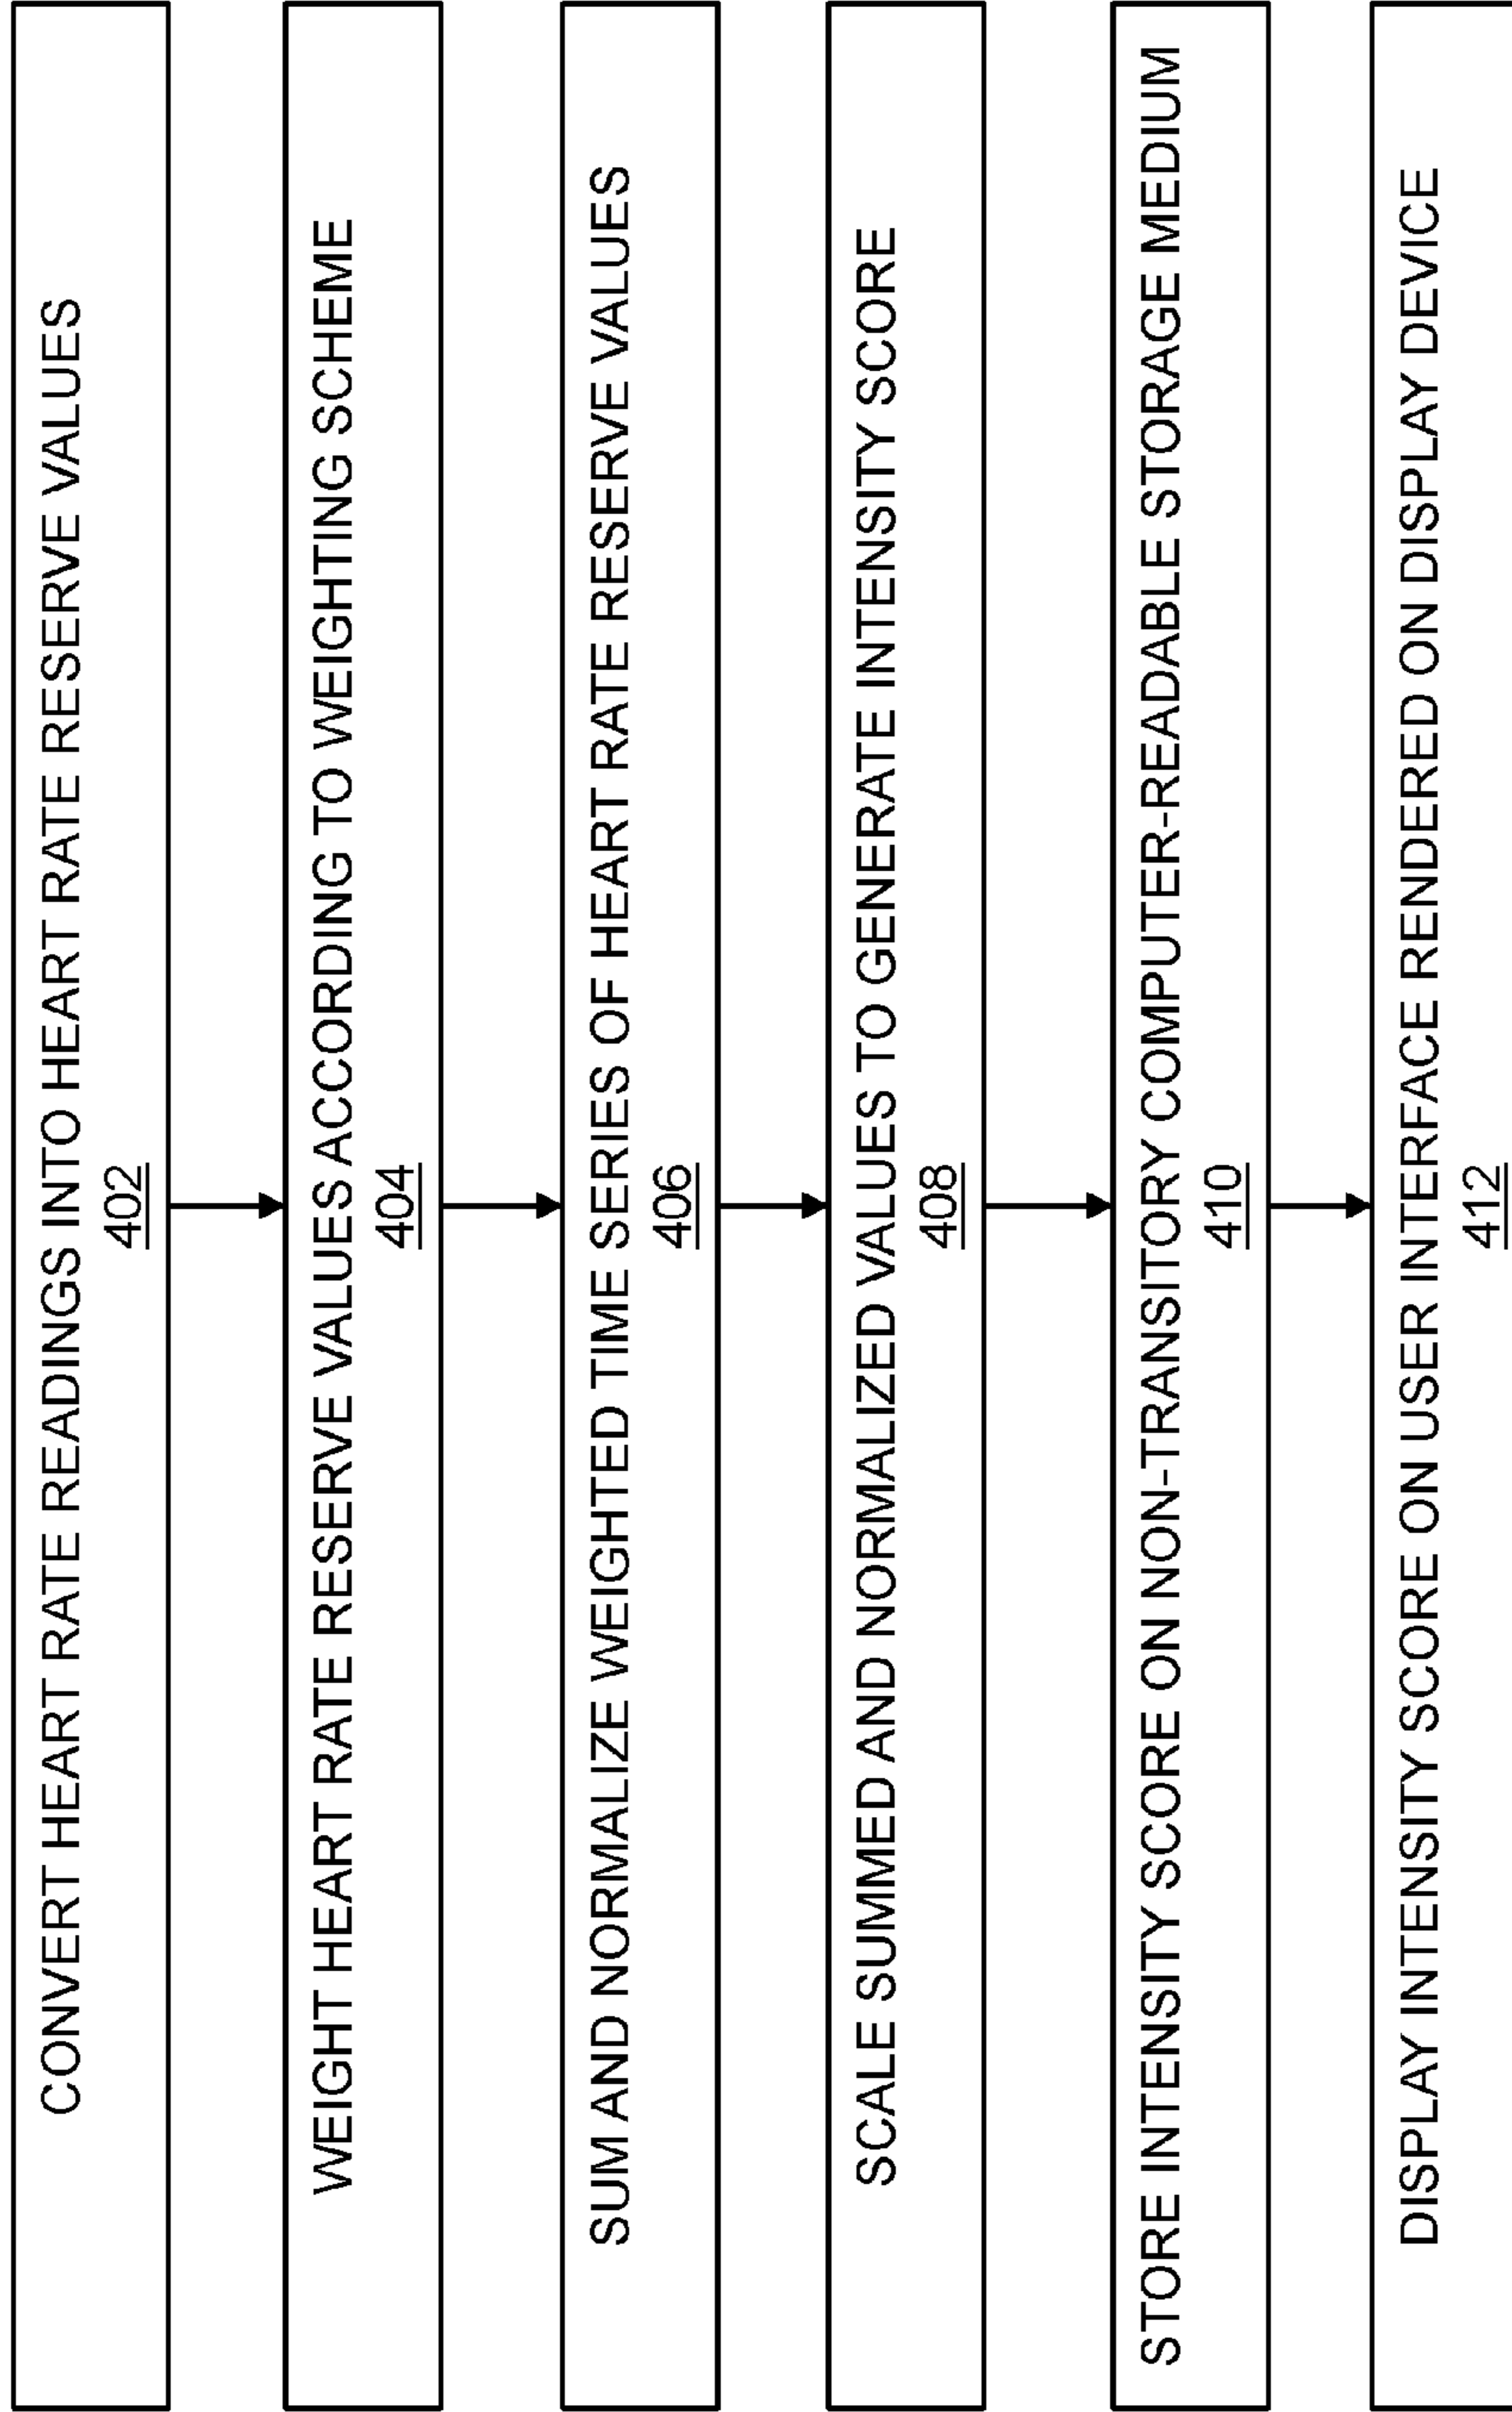 CONVERT HEART RATE READINGS INTO HEART RATE RESERVE VALUES
402
WEIGHT HEART RATE RESERVE VALUES ACCORDING TO WEIGHTING SCHEME
404
SUM AND NORMALIZE WEIGHTED TIME SERIES OF HEART RATE RESERVE VALUES
406
SCALE SUMMED AND NORMALIZED VALUES TO GENERATE INTENSITY SCORE
408
STORE INTENSITY SCORE ON NON-TRANSITORY COMPUTER-READABLE STORAGE MEDIUM
410
DISPLAY INTENSITY SCORE ON USER INTERFACE RENDERED ON DISPLAY DEVICE
412